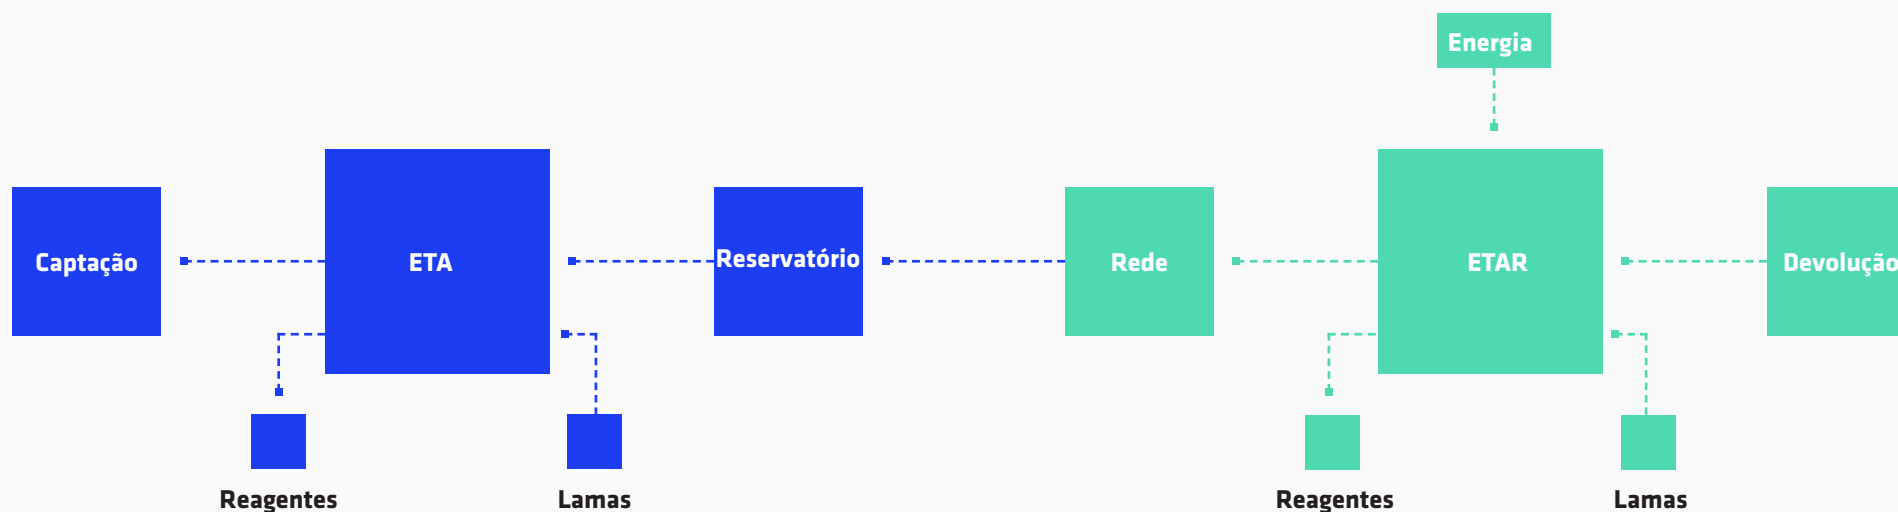 Energia
Captação
ETA
Reservatório
Rede
ETAR
Devolução
Reagentes
Lamas
Reagentes
Lamas